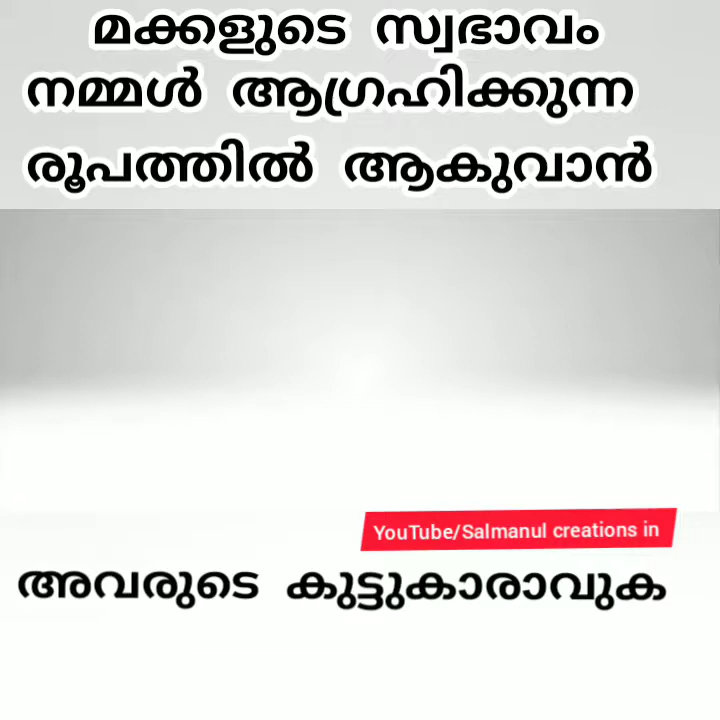 മക്കളുടെ സ്വഭാവം
നമ്മൾ ആഗ്രഹിക്കുന്ന
രൂപത്തിൽ ആകുവാൻ
YouTube/Salmanul creations in
അവരുടെ കുട്ടുകാരാവുക